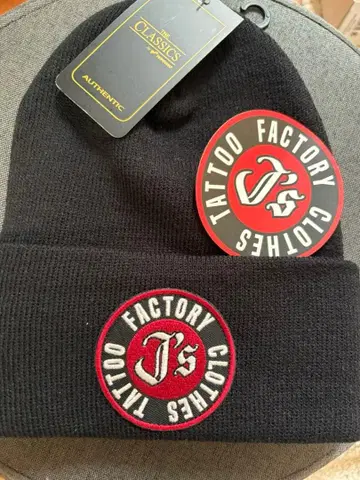 THE
CLASSICS
AUTHENTIC
TATTOO FACTORY CLOTHES
J's
TATTOO FACTORY CLOTHES
J's